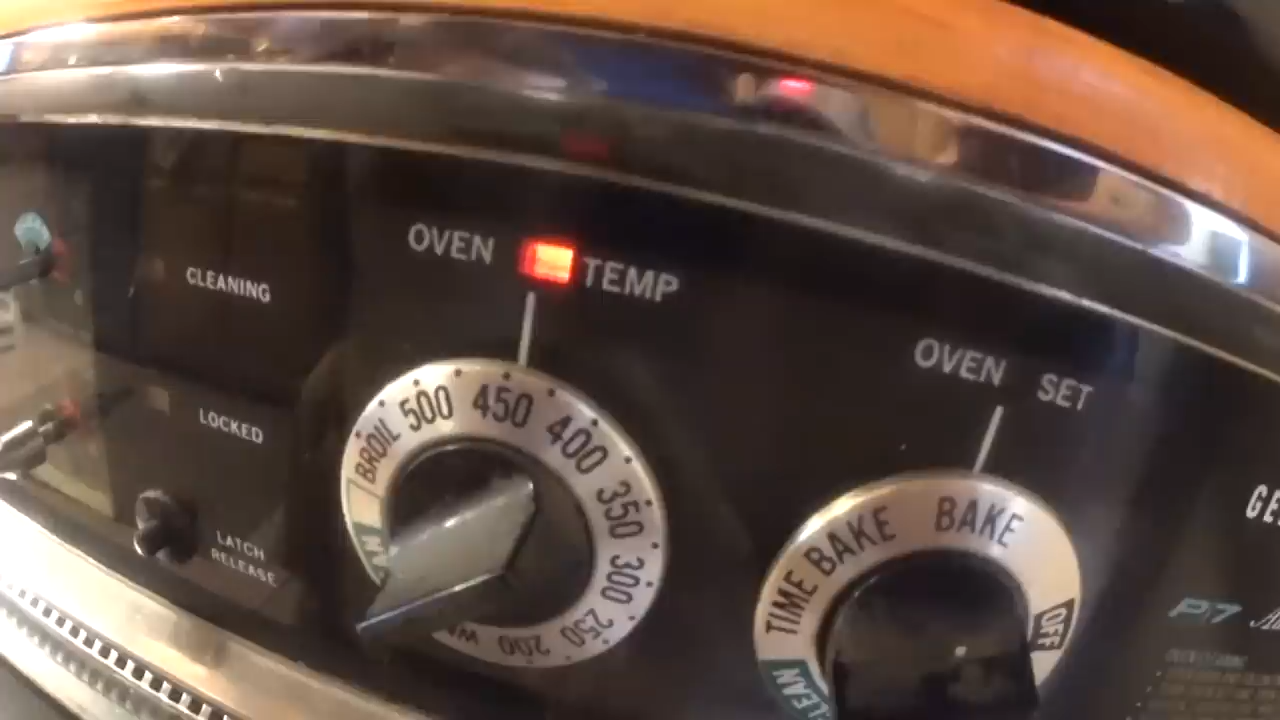 OVEN TEMP
CLEANING
LOCKED
LATCH
RELEASE
BROIL 500 450 400 350 300 250 200
OVEN SET
TIME BAKE BAKE OFF
P7